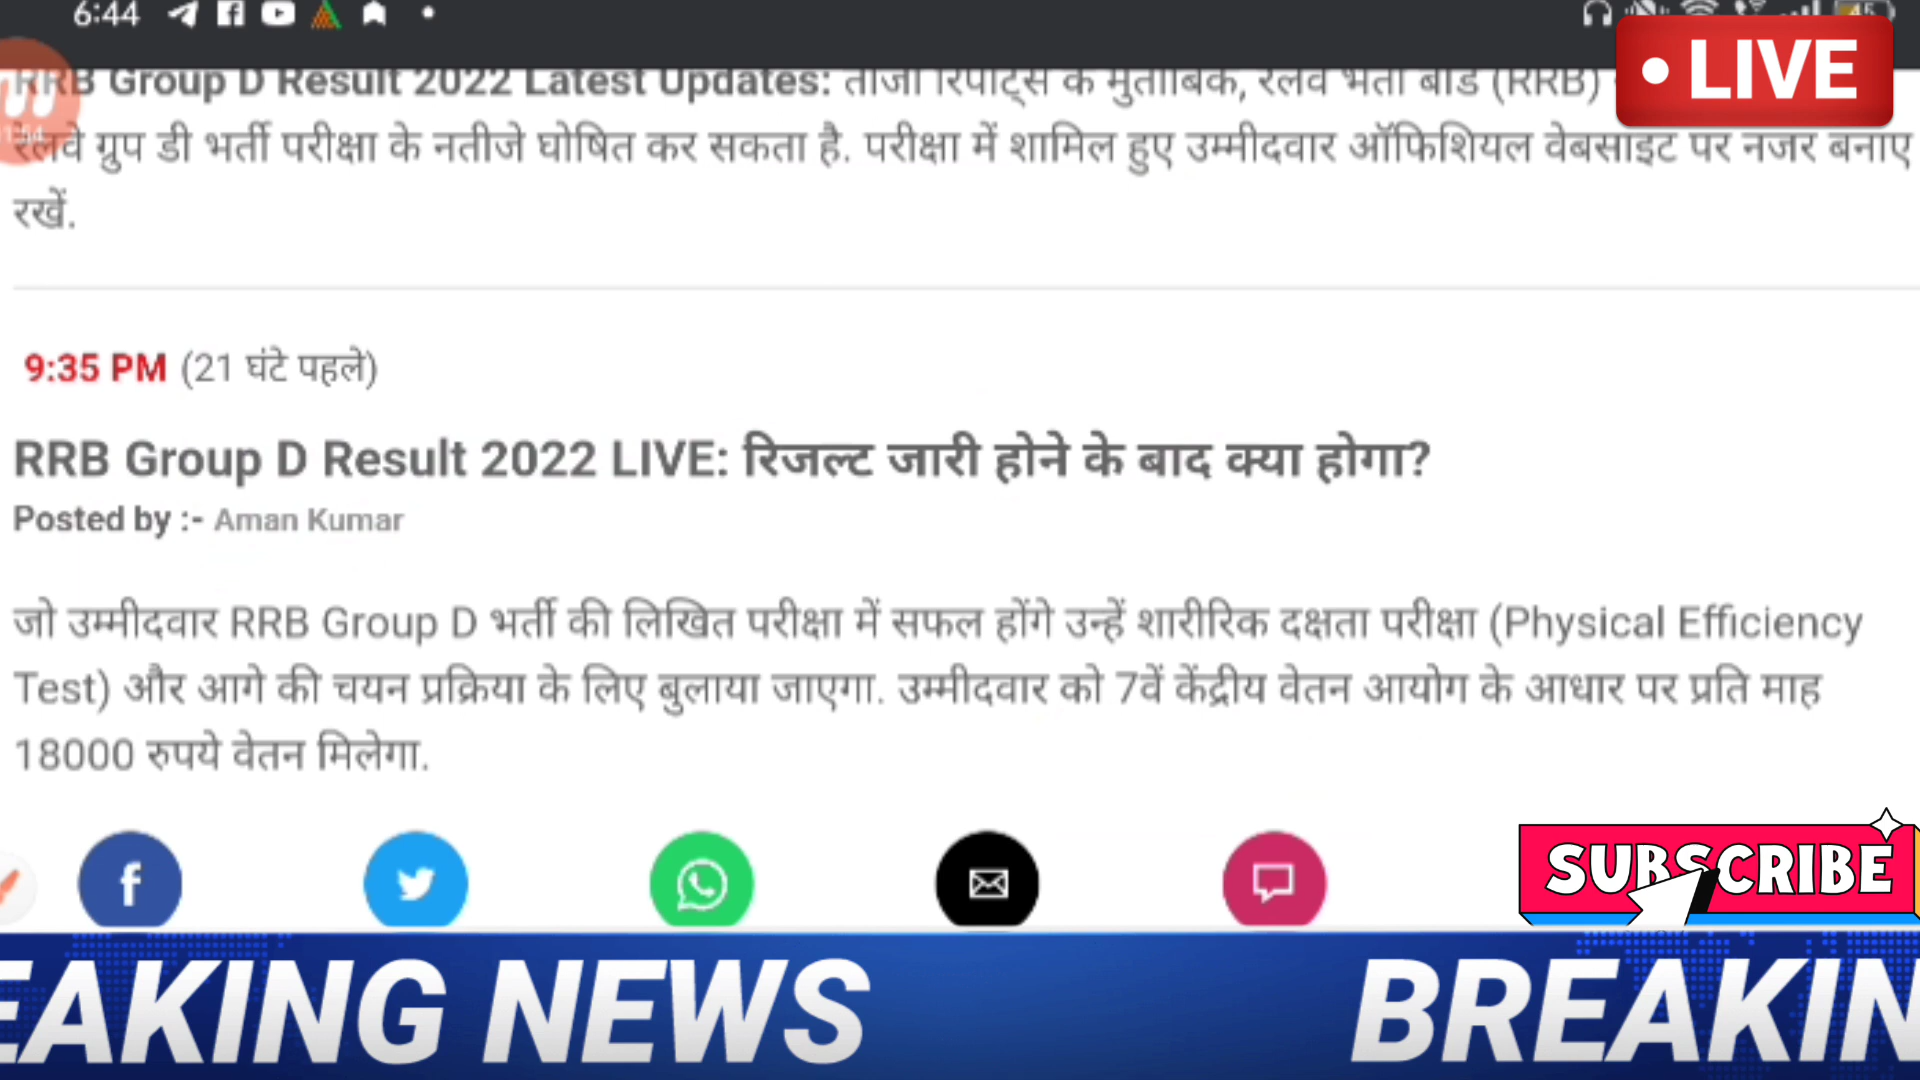 6:44
45
LIVE
RRB Group D Result 2022 Latest Updates: ताजा रिपोर्ट्स के मुताबिक, रेलवे भर्ती बोर्ड (RRB)
1:54
रेलवे ग्रुप डी भर्ती परीक्षा के नतीजे घोषित कर सकता है. परीक्षा में शामिल हुए उम्मीदवार ऑफिशियल वेबसाइट पर नजर बनाए
रखें.
9:35 PM (21 घंटे पहले)
RRB Group D Result 2022 LIVE: रिजल्ट जारी होने के बाद क्या होगा?
Posted by :- Aman Kumar
जो उम्मीदवार RRB Group D भर्ती की लिखित परीक्षा में सफल होंगे उन्हें शारीरिक दक्षता परीक्षा (Physical Efficiency
Test) और आगे की चयन प्रक्रिया के लिए बुलाया जाएगा. उम्मीदवार को 7वें केंद्रीय वेतन आयोग के आधार पर प्रति माह
18000 रुपये वेतन मिलेगा.
SUBSCRIBE
EAKING NEWS BREAKIN